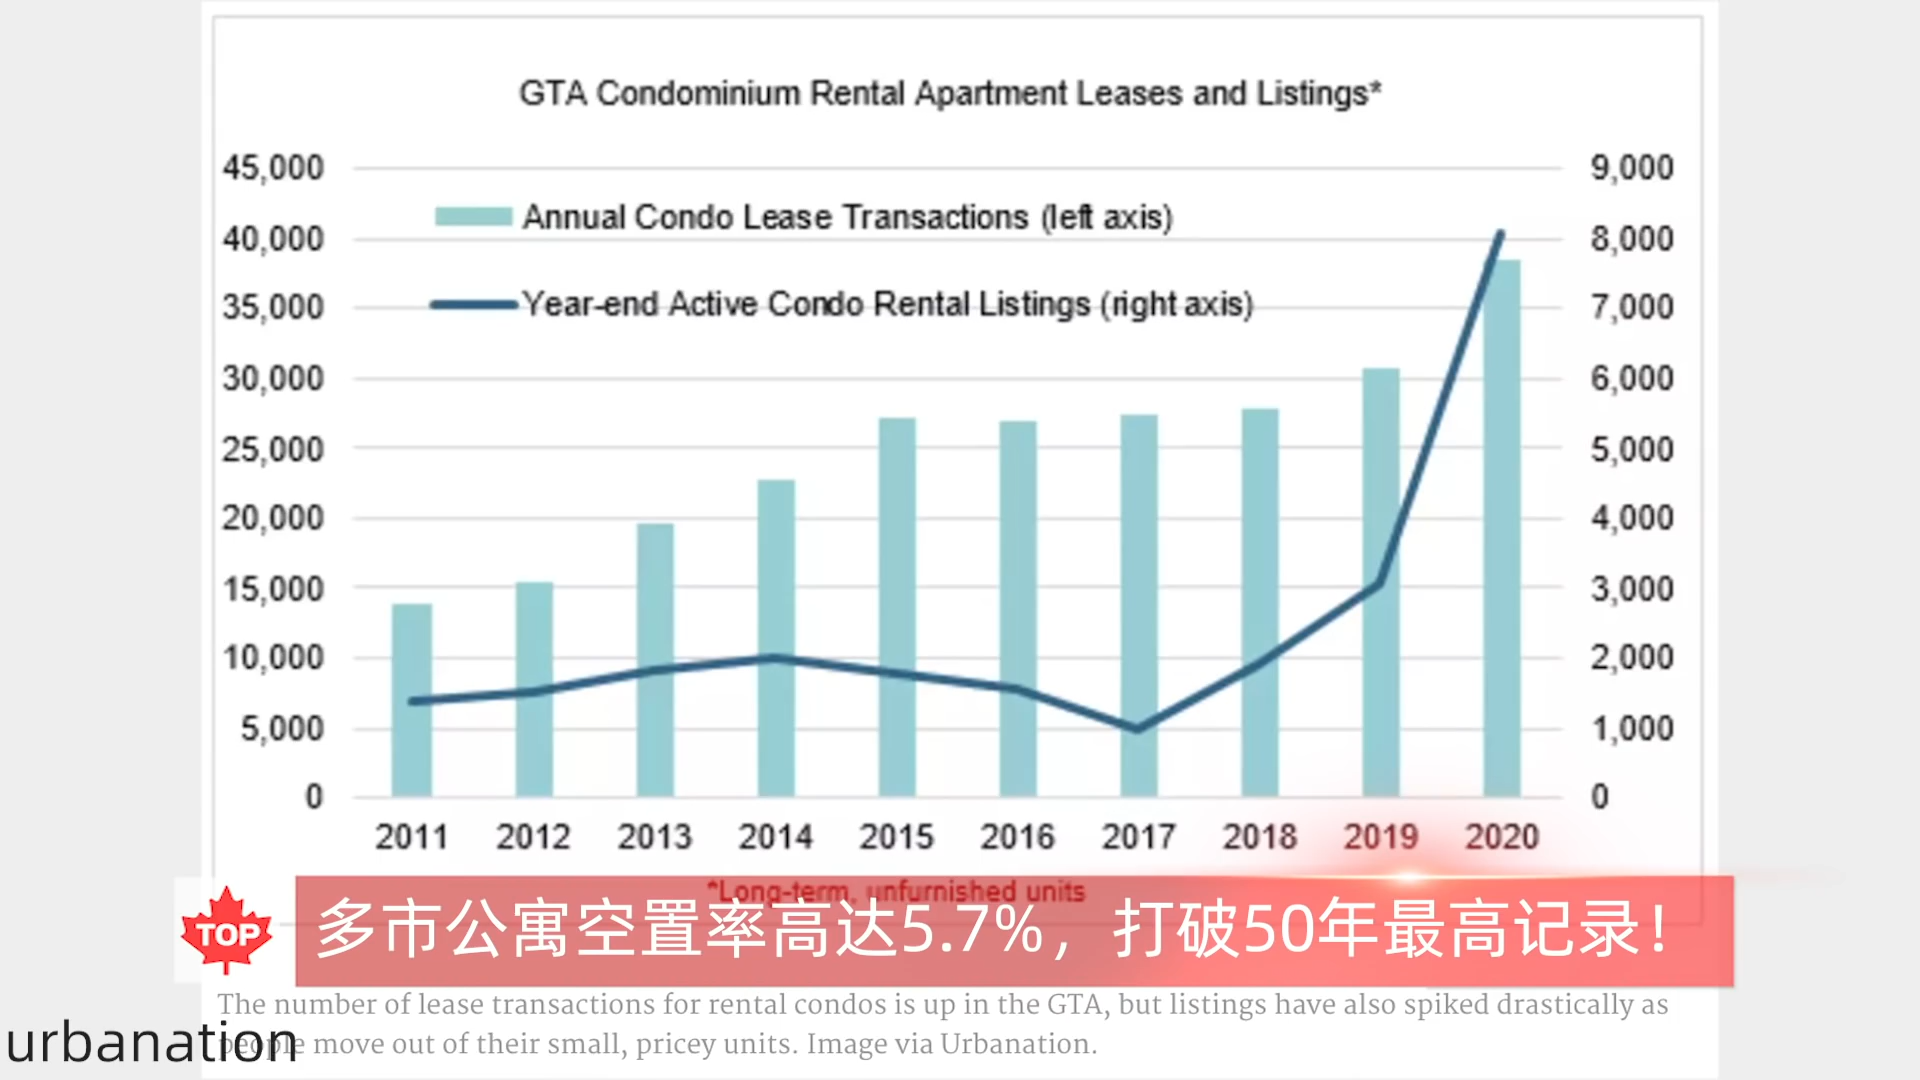 GTA Condominium Rental Apartment Leases and Listings*
45,000
9,000
Annual Condo Lease Transactions (left axis)
40,000
8,000
Year-end Active Condo Rental Listings (right axis)
35,000
7,000
30,000
6,000
25,000
5,000
20,000
4,000
15,000
3,000
10,000
2,000
5,000
1,000
0
0
2011 2012 2013 2014 2015 2016 2017 2018 2019 2020
*Long-term, unfurnished units
TOP
多市公寓空置率高达5.7%，打破50年最高记录！
The number of lease transactions for rental condos is up in the GTA, but listings have also spiked drastically as
people move out of their small, pricey units. Image via Urbanation.
urbanation